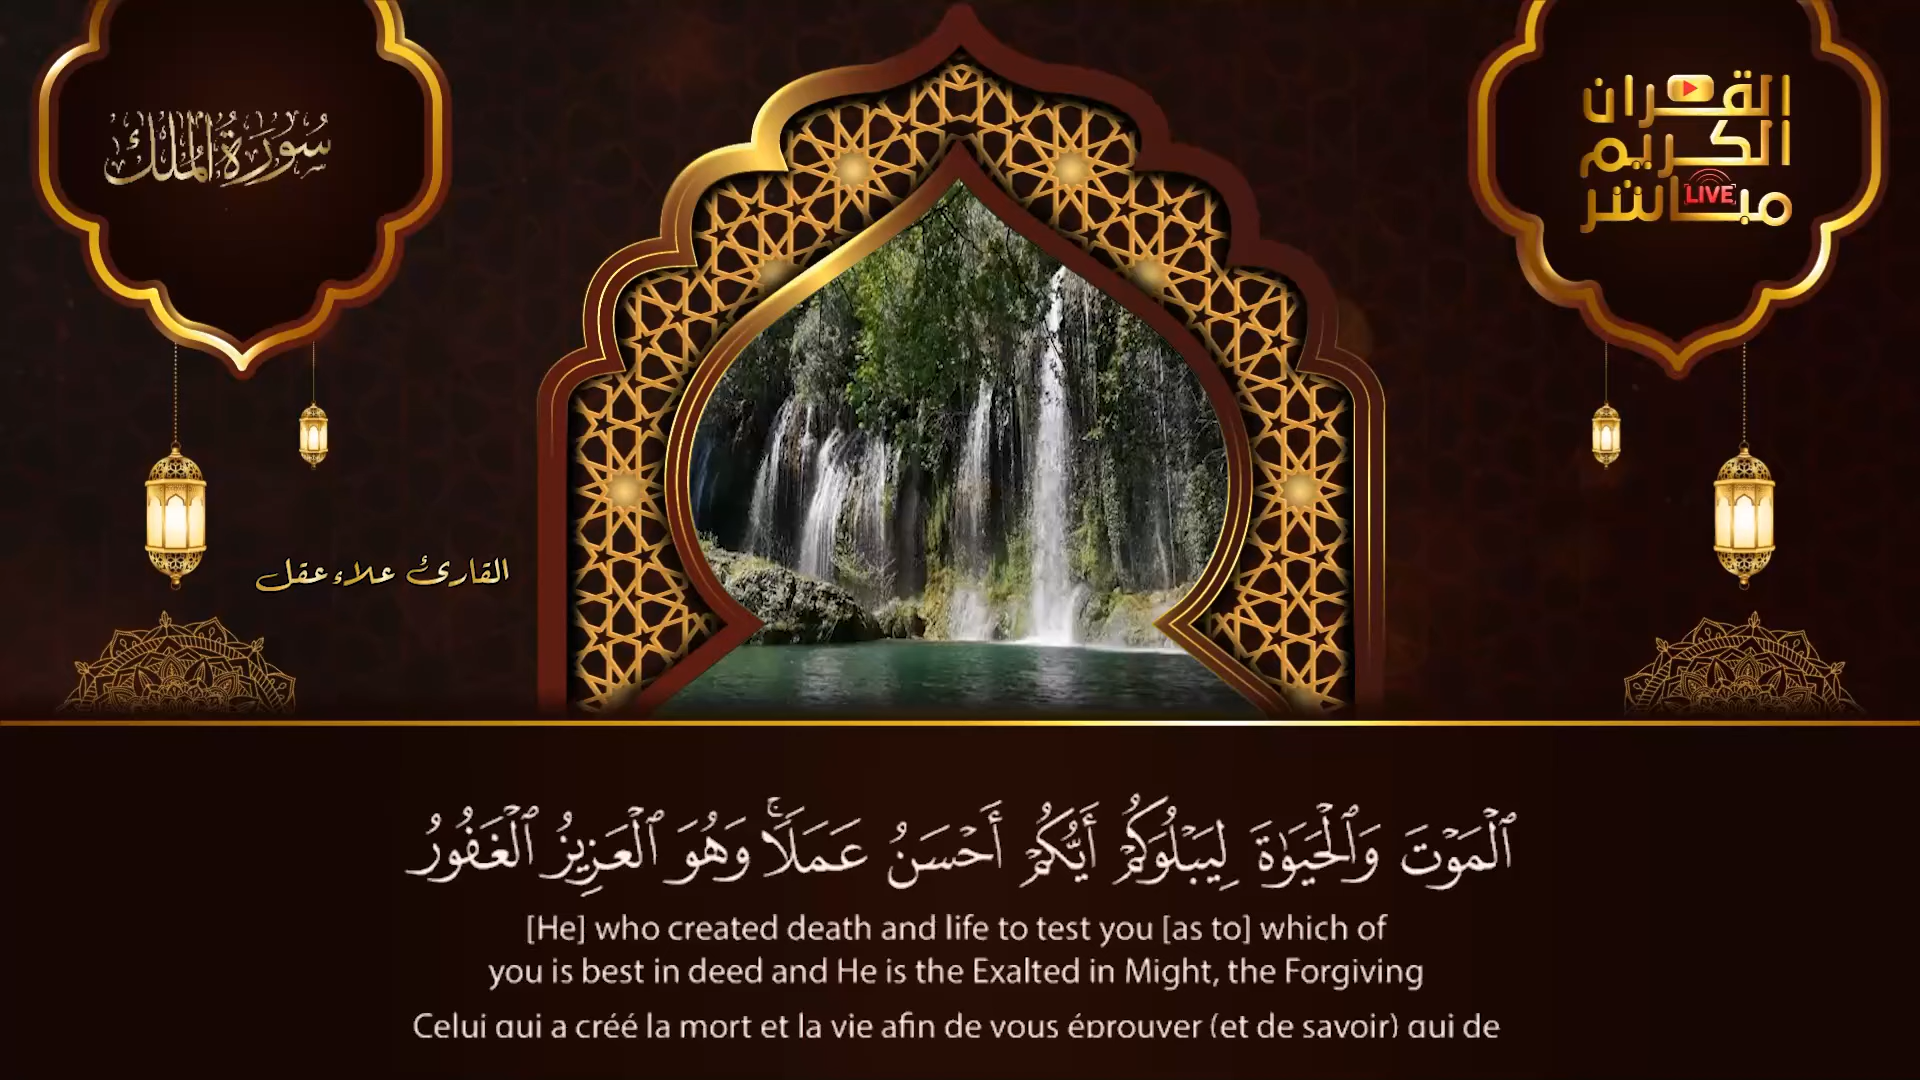 سُورَةُ المُلك
القرآن
الكريم
مباشر
LIVE
القارئ علاء عقل
ٱلۡمَوۡتَ وَٱلۡحَيَوٰةَ لِيَبۡلُوَكُمۡ أَيُّكُمۡ أَحۡسَنُ عَمَلٗاۚ وَهُوَ ٱلۡعَزِيزُ ٱلۡغَفُورُ
[He] who created death and life to test you [as to] which of
you is best in deed and He is the Exalted in Might, the Forgiving
Celui qui a créé la mort et la vie afin de vous éprouver (et de savoir) qui de